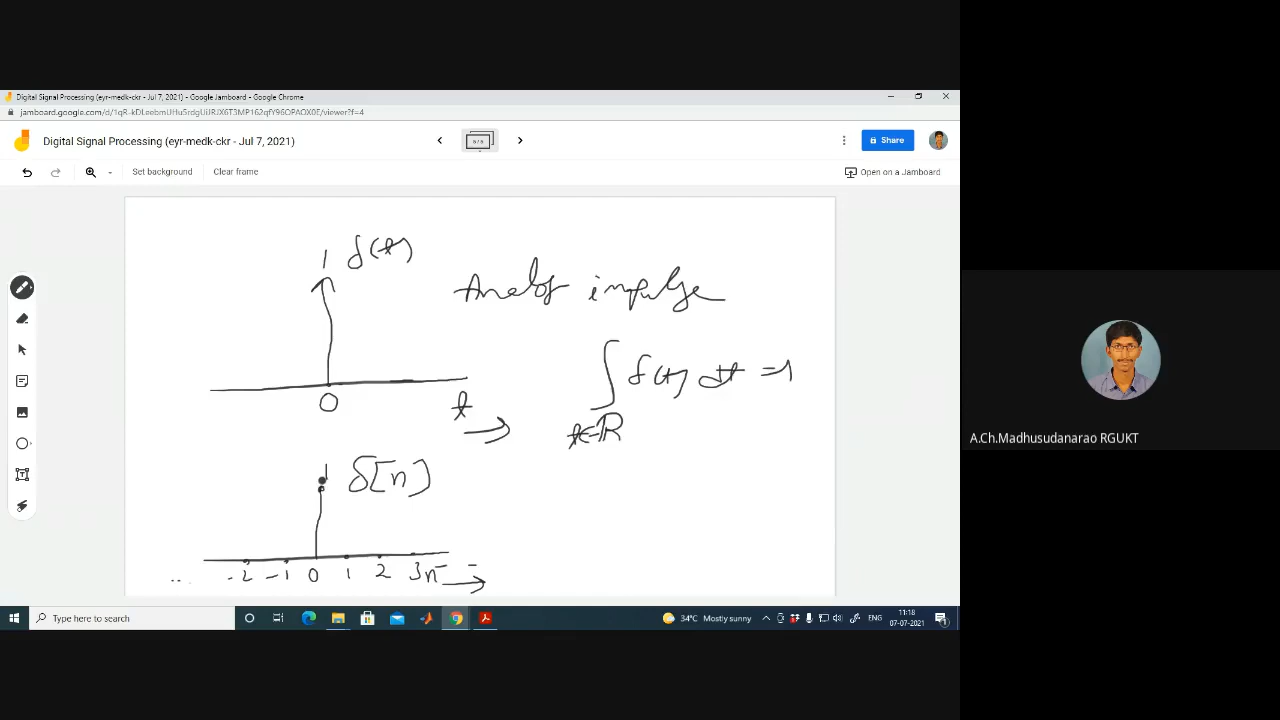 Digital Signal Processing (eyr-medk-ckr - Jul 7, 2021) - Google Jamboard - Google Chrome
Digital Signal Processing (eyr-medk-ckr - Jul 7, 2021)
5 / 5
Share
Set background
Clear frame
Open on a Jamboard
1 δ(t)
Analog impulse
∫ δ(t) dt = 1
t∈ℝ
0
t
1 δ[n]
... -2 -1 0 1 2 3 n
A.Ch.Madhusudanarao RGUKT
Type here to search
34°C Mostly sunny
ENG
11:18
07-07-2021